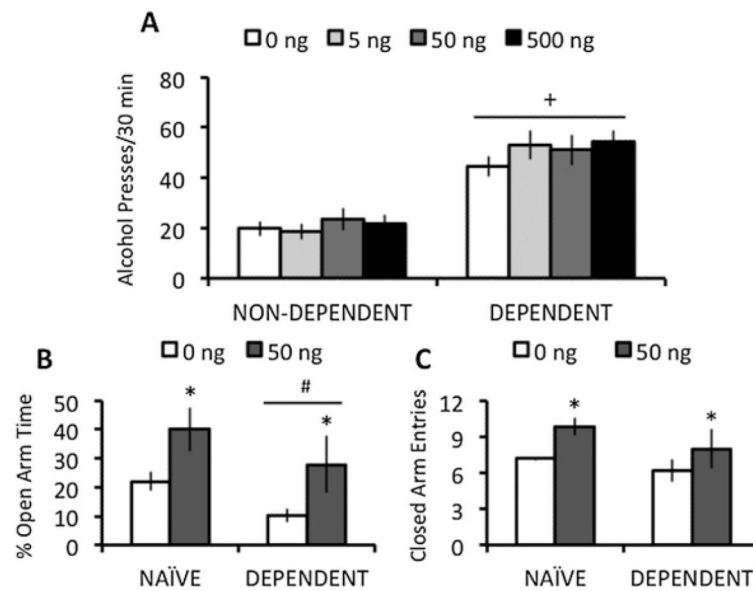 A
0 ng 5 ng 50 ng 500 ng
Alcohol Presses/30 min
80
60
40
20
0
+
NON-DEPENDENT DEPENDENT
B
0 ng 50 ng
% Open Arm Time
50
40
30
20
10
0
* # *
NAÏVE DEPENDENT
C
0 ng 50 ng
Closed Arm Entries
12
9
6
3
0
* *
NAÏVE DEPENDENT